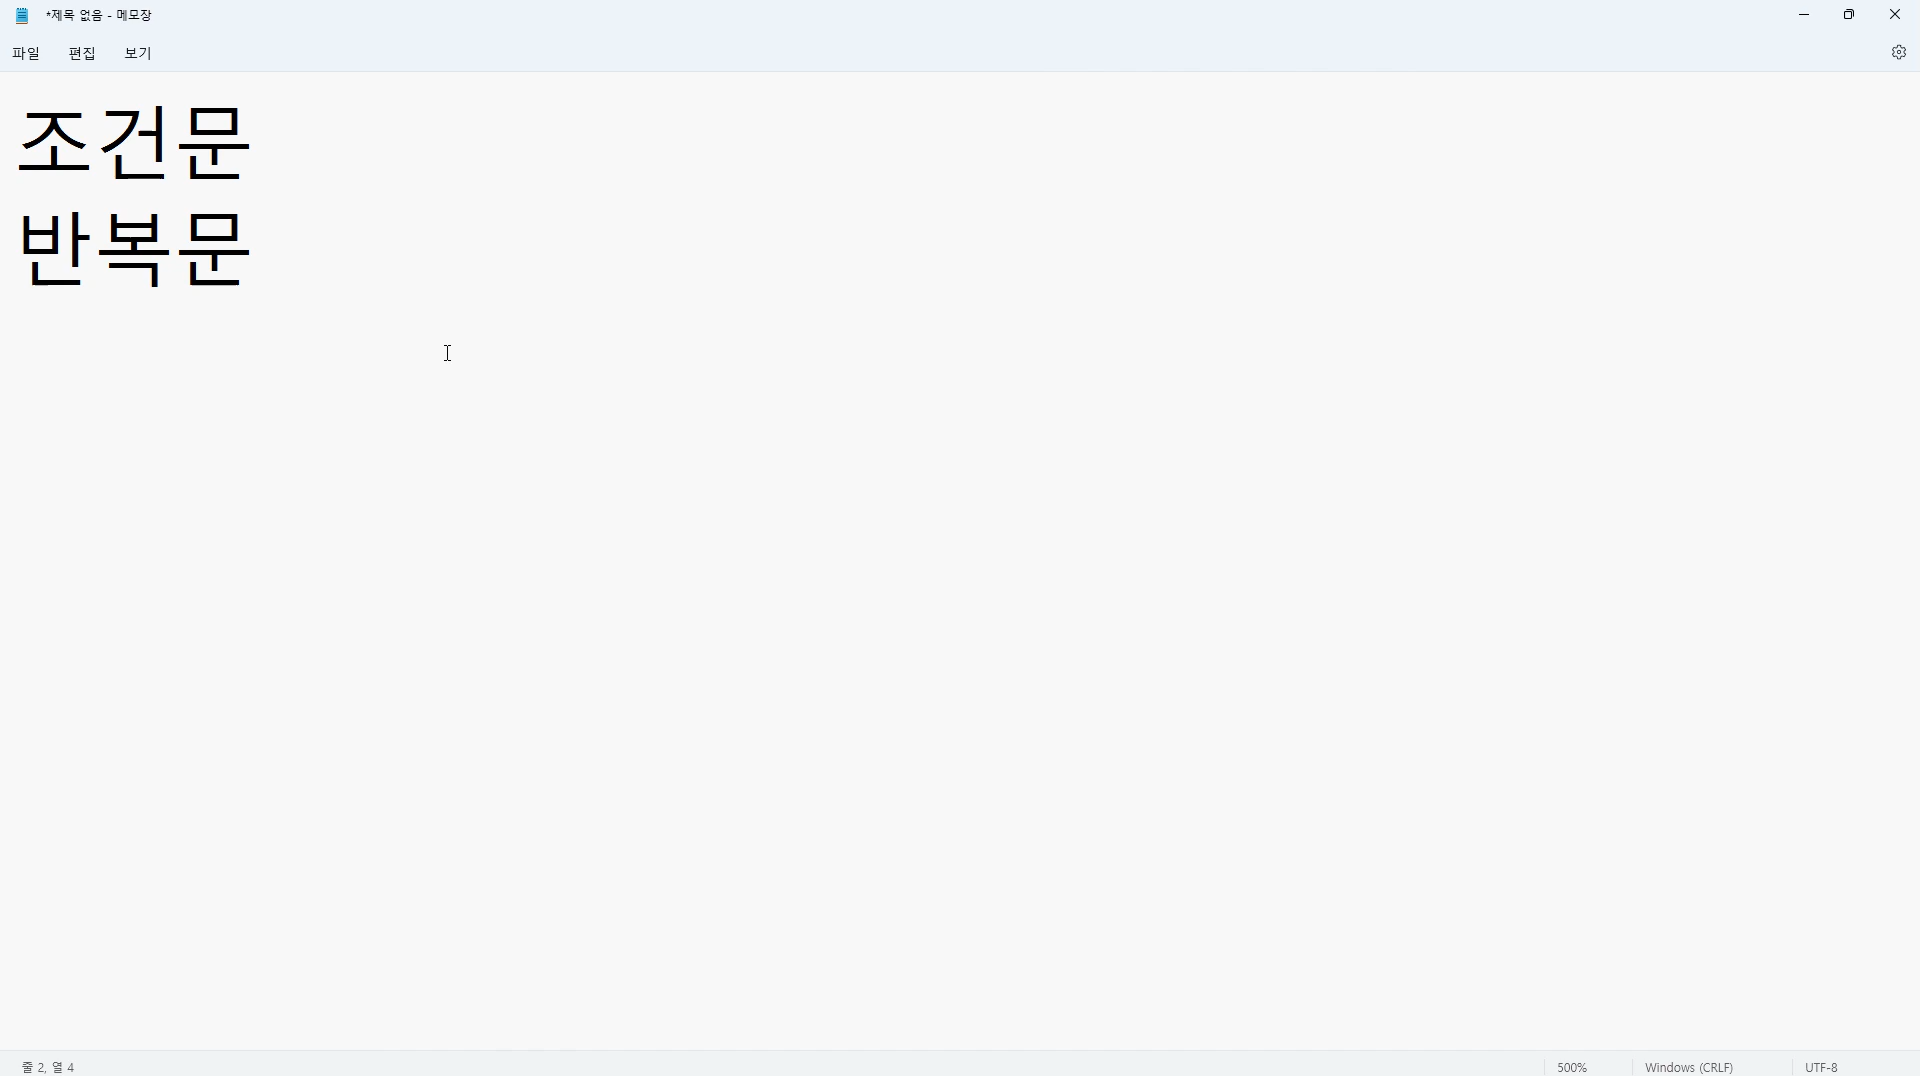 *제목 없음 - 메모장
파일 편집 보기
조건문
반복문
줄 2, 열 4 500% Windows (CRLF) UTF-8